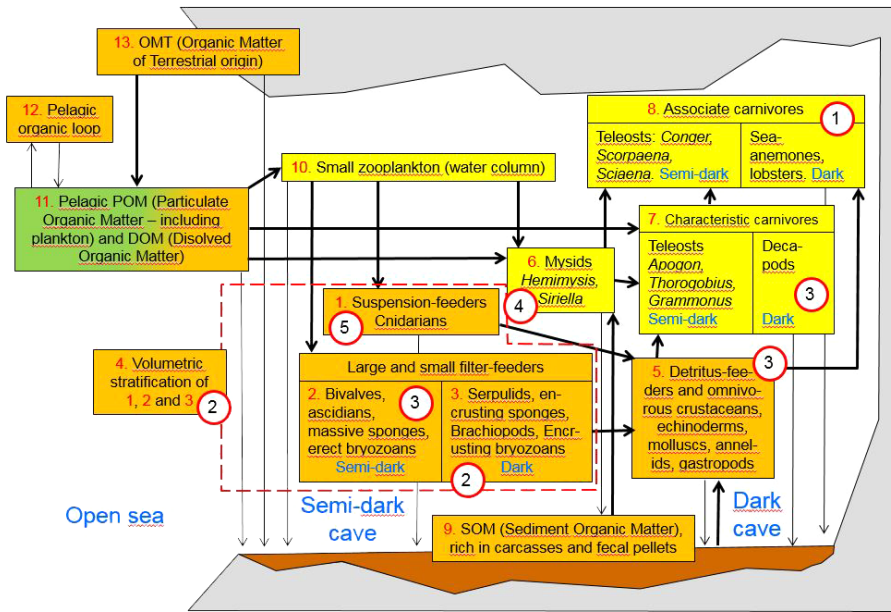 13. OMT (Organic Matter
of Terrestrial origin)
12. Pelagic
organic loop
11. Pelagic POM (Particulate
Organic Matter – including
plankton) and DOM (Disolved
Organic Matter)
10. Small zooplankton (water column)
8. Associate carnivores
1
Teleosts: Conger,
Scorpaena,
Sciaena. Semi-dark
Sea-
anemones,
lobsters. Dark
7. Characteristic carnivores
Teleosts
Apogon,
Thorogobius,
Grammonus
Semi-dark
Deca-
pods
3
Dark
6. Mysids
Hemimysis,
Siriella
4
1. Suspension-feeders
Cnidarians
5
4. Volumetric
stratification of
1, 2 and 3
2
Large and small filter-feeders
2. Bivalves,
ascidians,
massive sponges,
erect bryozoans
Semi-dark
3
3. Serpulids, en-
crusting sponges,
Brachiopods, Encr-
usting bryozoans
Dark
2
5. Detritus-fee-
ders and omni-
vorous crustaceans,
echinoderms,
molluscs, annel-
ids, gastropods
3
Open sea
Semi-dark
cave
9. SOM (Sediment Organic Matter),
rich in carcasses and fecal pellets
Dark
cave